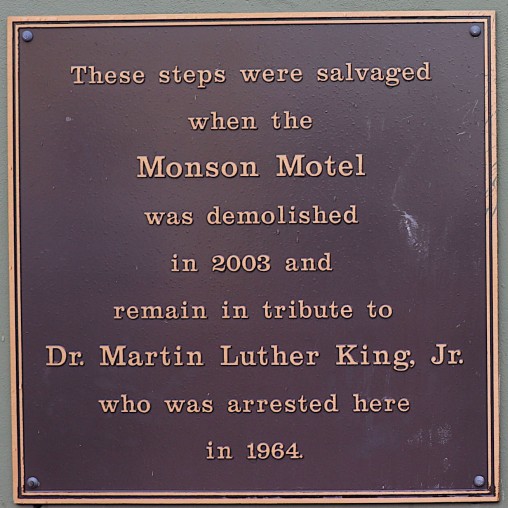 These steps were salvaged
when the
Monson Motel
was demolished
in 2003 and
remain in tribute to
Dr. Martin Luther King, Jr.
who was arrested here
in 1964.